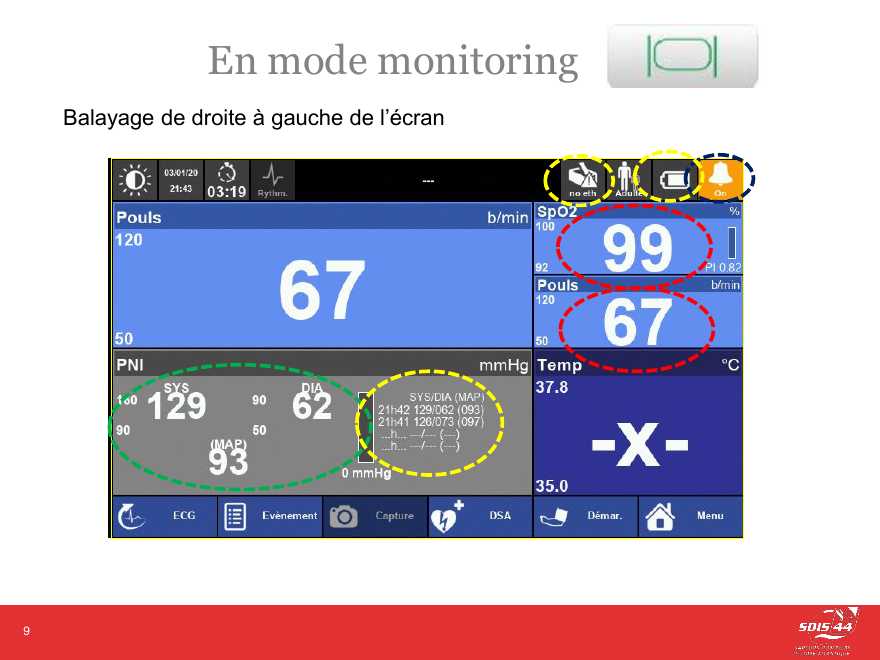 En mode monitoring
Balayage de droite à gauche de l’écran
03/01/20
21:43
03:19
Rythm.
---
no eth
Adulte
On
Pouls b/min
120
67
50
SpO2 %
100
99
92
PI 0.82
Pouls b/min
120
67
50
PNI mmHg
SYS DIA
160 129 90 62
90 50
(MAP)
93
SYS/DIA (MAP)
21h42 129/062 (093)
21h41 126/073 (097)
...h... ---/--- (---)
...h... ---/--- (---)
0 mmHg
Temp °C
37.8
-x-
35.0
ECG
Evènement
Capture
DSA
Démar.
Menu
9
SDIS 44